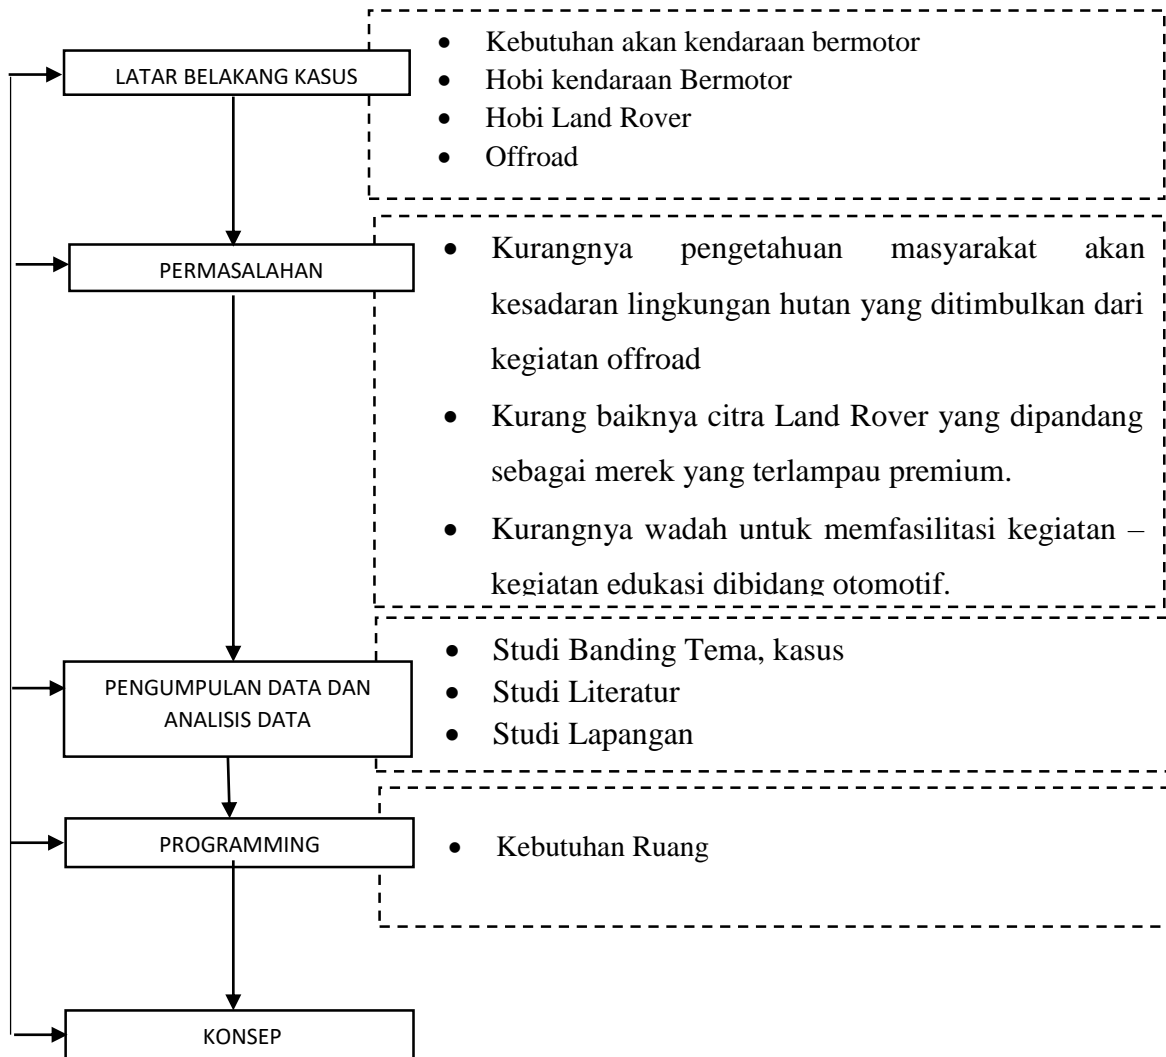 LATAR BELAKANG KASUS
• Kebutuhan akan kendaraan bermotor
• Hobi kendaraan Bermotor
• Hobi Land Rover
• Offroad
PERMASALAHAN
• Kurangnya pengetahuan masyarakat akan
kesadaran lingkungan hutan yang ditimbulkan dari
kegiatan offroad
• Kurang baiknya citra Land Rover yang dipandang
sebagai merek yang terlampau premium.
• Kurangnya wadah untuk memfasilitasi kegiatan –
kegiatan edukasi dibidang otomotif.
PENGUMPULAN DATA DAN
ANALISIS DATA
• Studi Banding Tema, kasus
• Studi Literatur
• Studi Lapangan
PROGRAMMING
• Kebutuhan Ruang
KONSEP